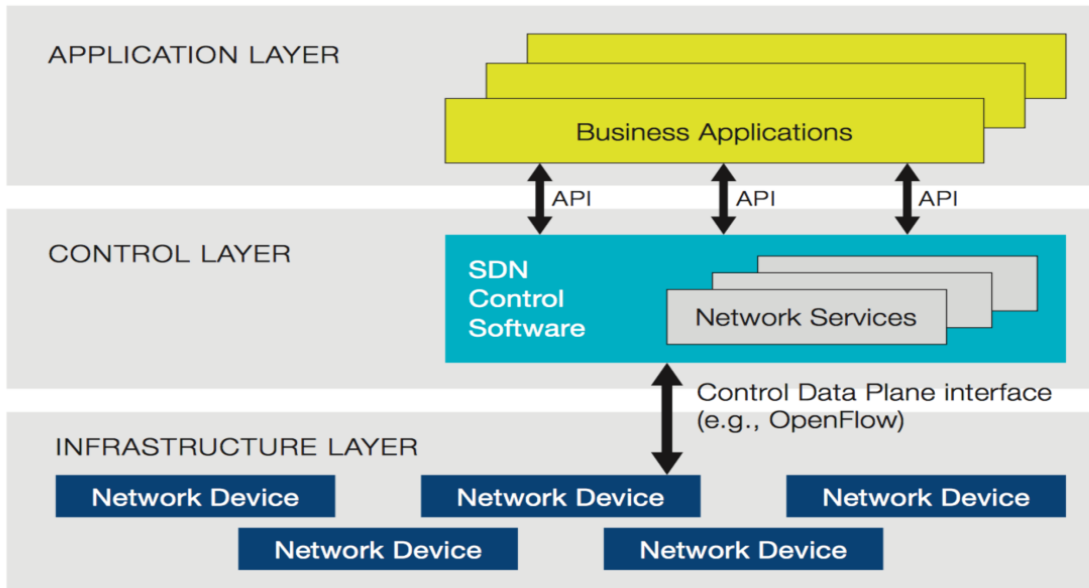 APPLICATION LAYER
Business Applications
API
API
API
CONTROL LAYER
SDN
Control
Software
Network Services
Control Data Plane interface
(e.g., OpenFlow)
INFRASTRUCTURE LAYER
Network Device
Network Device
Network Device
Network Device
Network Device